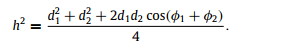 h² = (d₁² + d₂² + 2d₁d₂ cos(ϕ₁ + ϕ₂)) / 4.